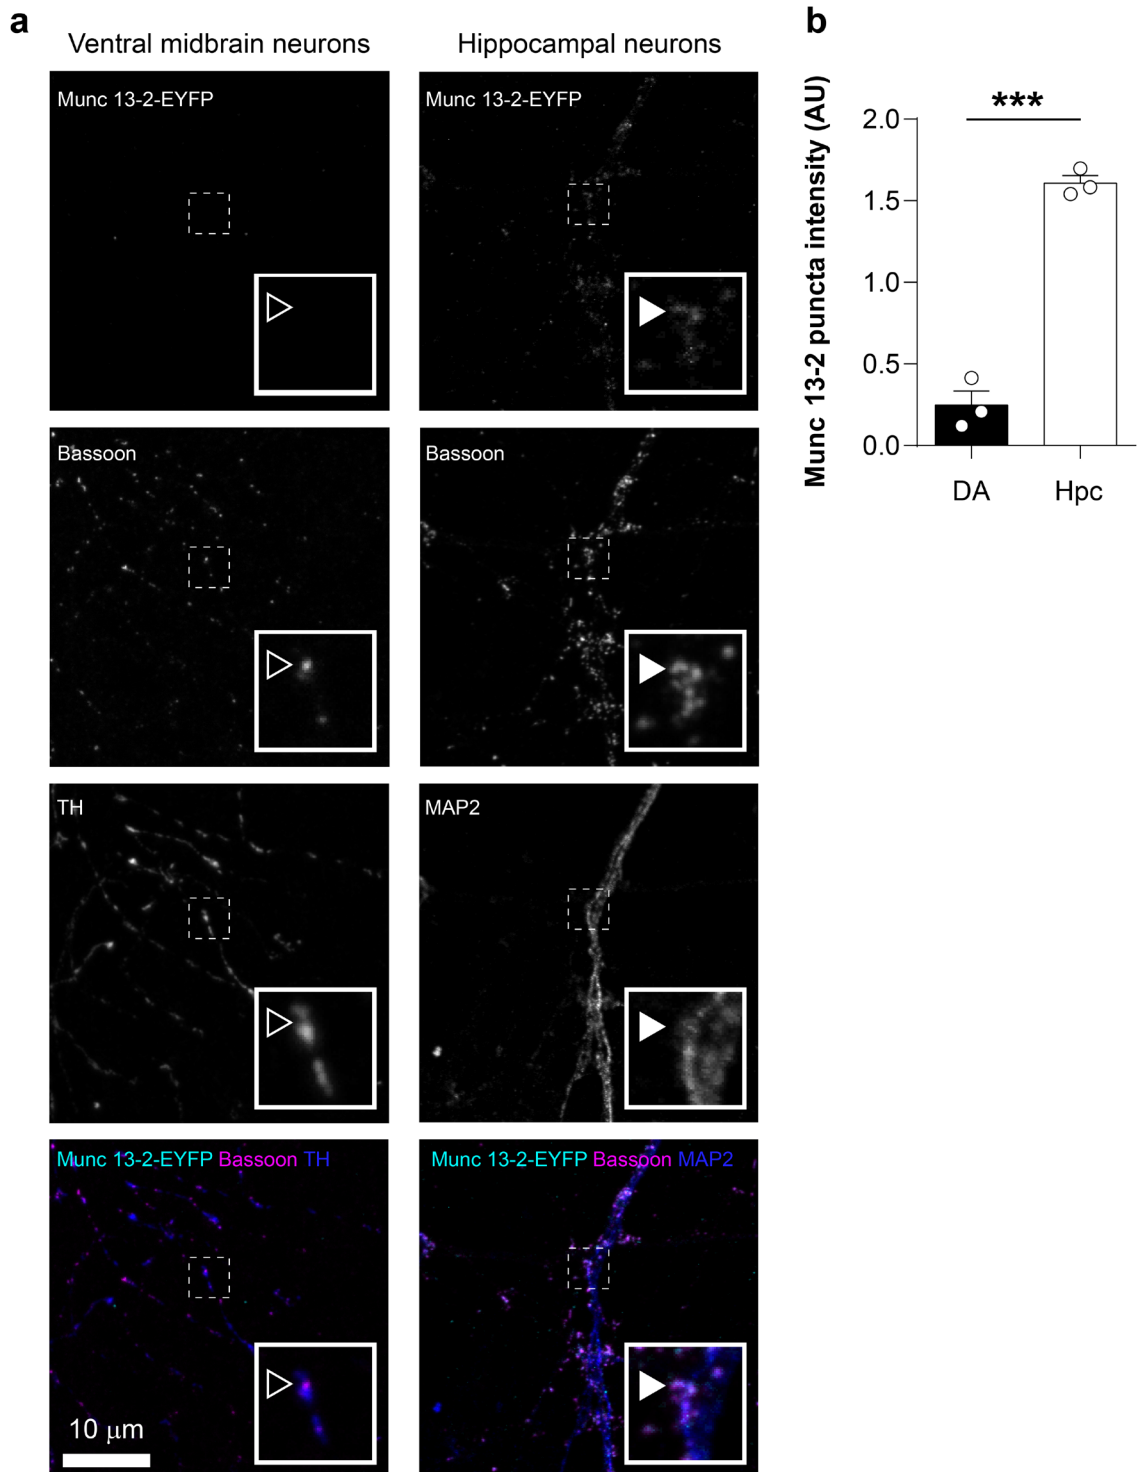 a
Ventral midbrain neurons
Hippocampal neurons
Munc 13-2-EYFP
Munc 13-2-EYFP
Bassoon
Bassoon
TH
MAP2
Munc 13-2-EYFP Bassoon TH
Munc 13-2-EYFP Bassoon MAP2
10 μm
b
Munc 13-2 puncta intensity (AU)
***
2.0
1.5
1.0
0.5
0.0
DA
Hpc